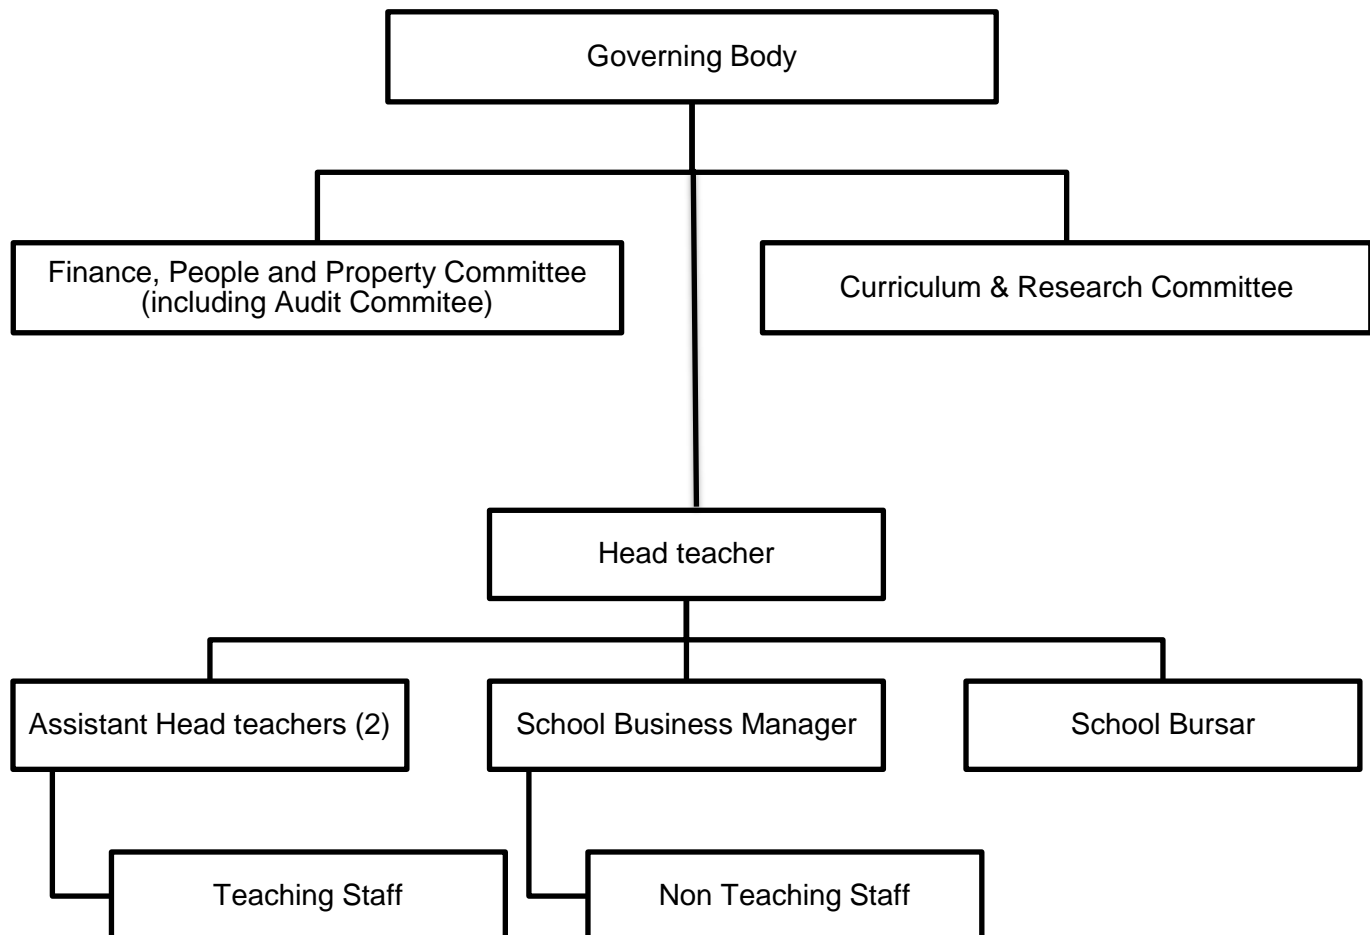 Governing Body
Finance, People and Property Committee
(including Audit Commitee)
Curriculum & Research Committee
Head teacher
Assistant Head teachers (2)
School Business Manager
School Bursar
Teaching Staff
Non Teaching Staff